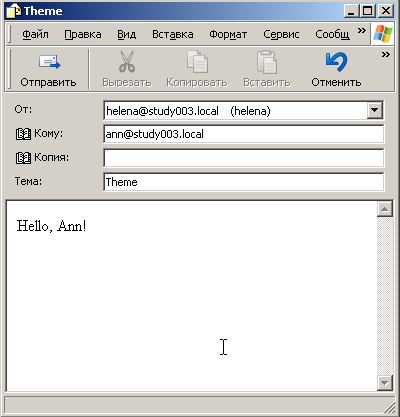 Theme
Файл Правка Вид Вставка Формат Сервис Сообщ »
Отправить Вырезать Копировать Вставить Отменить »
От: helena@study003.local (helena)
Кому: ann@study003.local
Копия:
Тема: Theme
Hello, Ann!